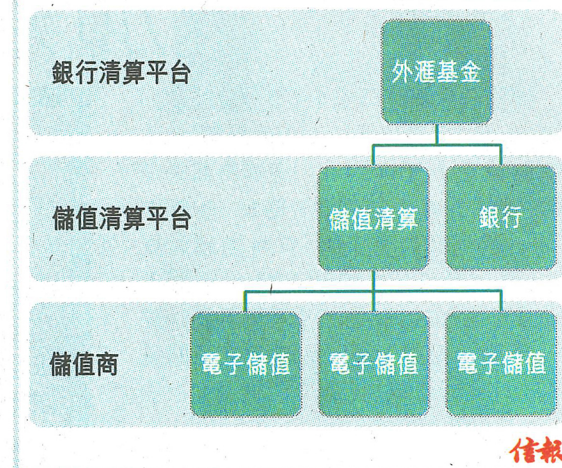 銀行清算平台
外滙基金
儲值清算平台
儲值清算
銀行
儲值商
電子儲值
電子儲值
電子儲值
信報